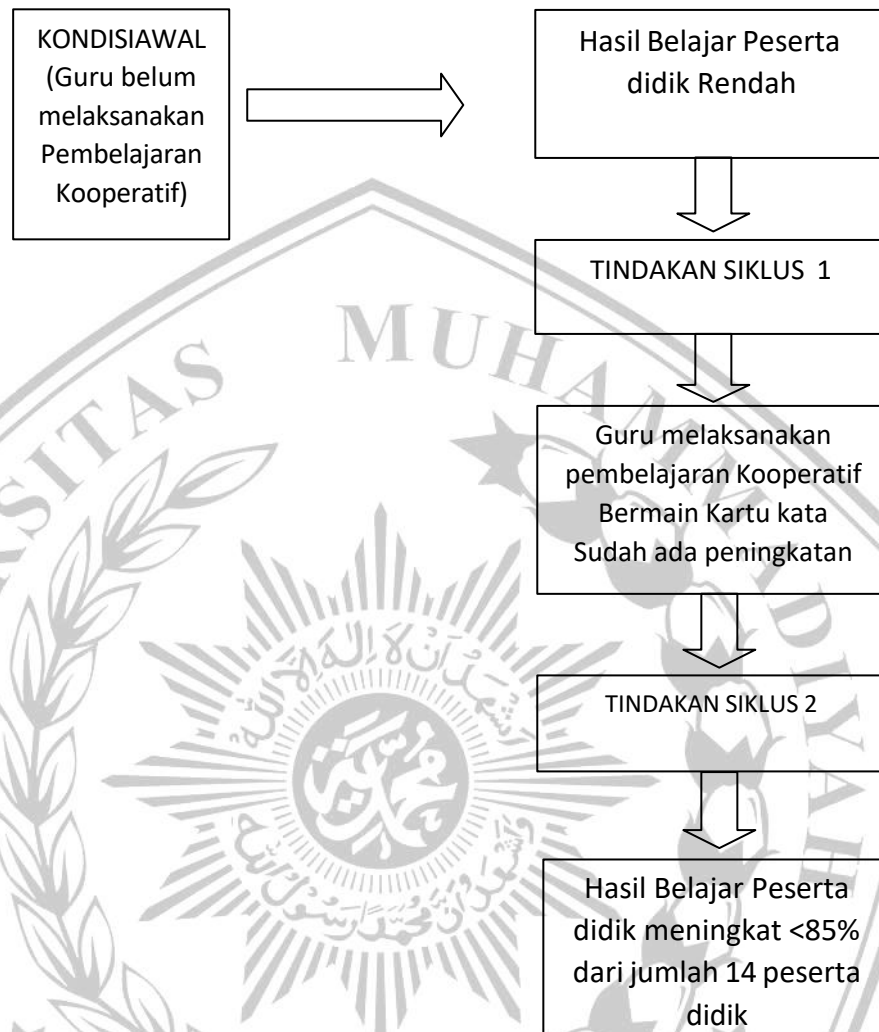 KONDISIAWAL
(Guru belum
melaksanakan
Pembelajaran
Kooperatif)
Hasil Belajar Peserta
didik Rendah
TINDAKAN SIKLUS 1
Guru melaksanakan
pembelajaran Kooperatif
Bermain Kartu kata
Sudah ada peningkatan
TINDAKAN SIKLUS 2
Hasil Belajar Peserta
didik meningkat <85%
dari jumlah 14 peserta
didik
RSITAS MUHAMMADIYAH